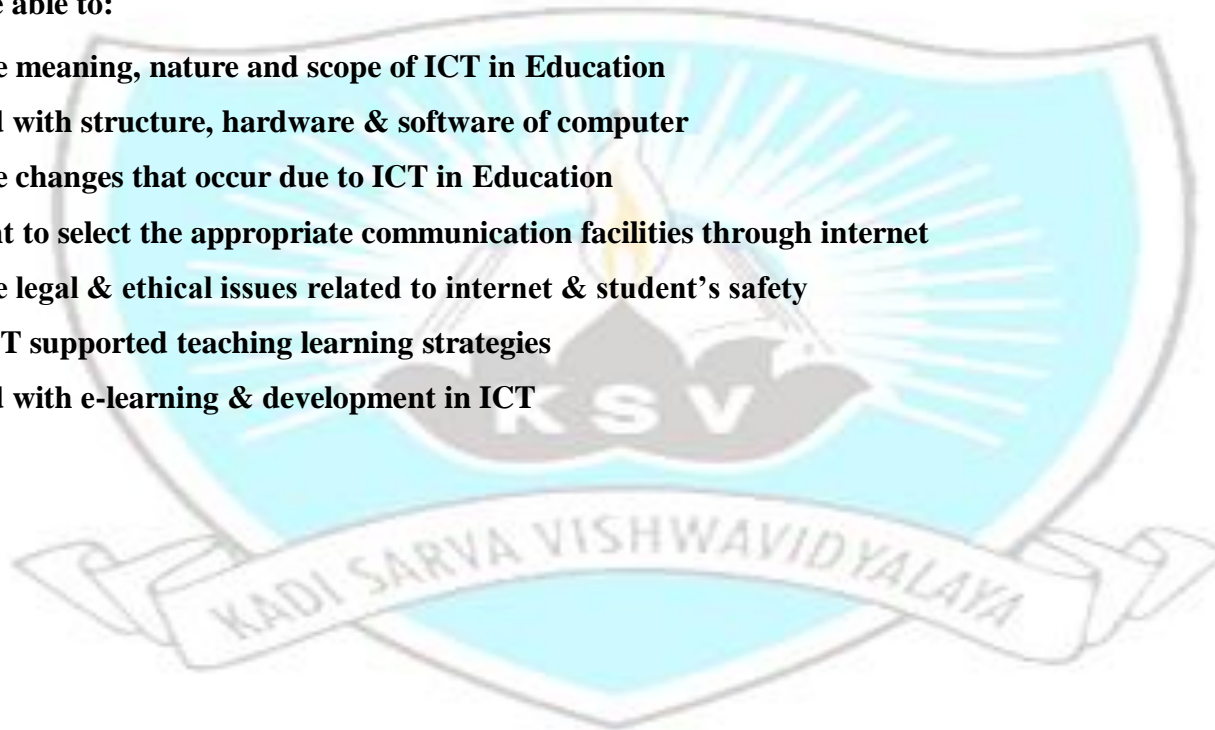 e able to:
e meaning, nature and scope of ICT in Education
d with structure, hardware & software of computer
e changes that occur due to ICT in Education
nt to select the appropriate communication facilities through internet
e legal & ethical issues related to internet & student's safety
T supported teaching learning strategies
d with e-learning & development in ICT
KSV
KADI SARVA VISHWAVIDYALAYA